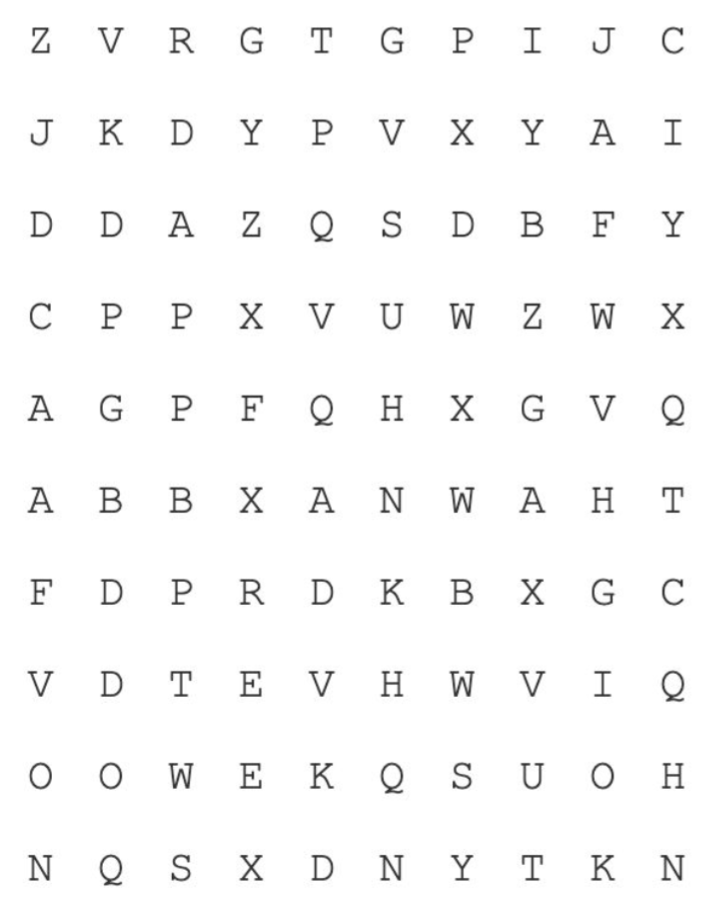 Z V R G T G P I J C
J K D Y P V X Y A I
D D A Z Q S D B F Y
C P P X V U W Z W X
A G P F Q H X G V Q
A B B X A N W A H T
F D P R D K B X G C
V D T E V H W V I Q
O O W E K Q S U O H
N Q S X D N Y T K N